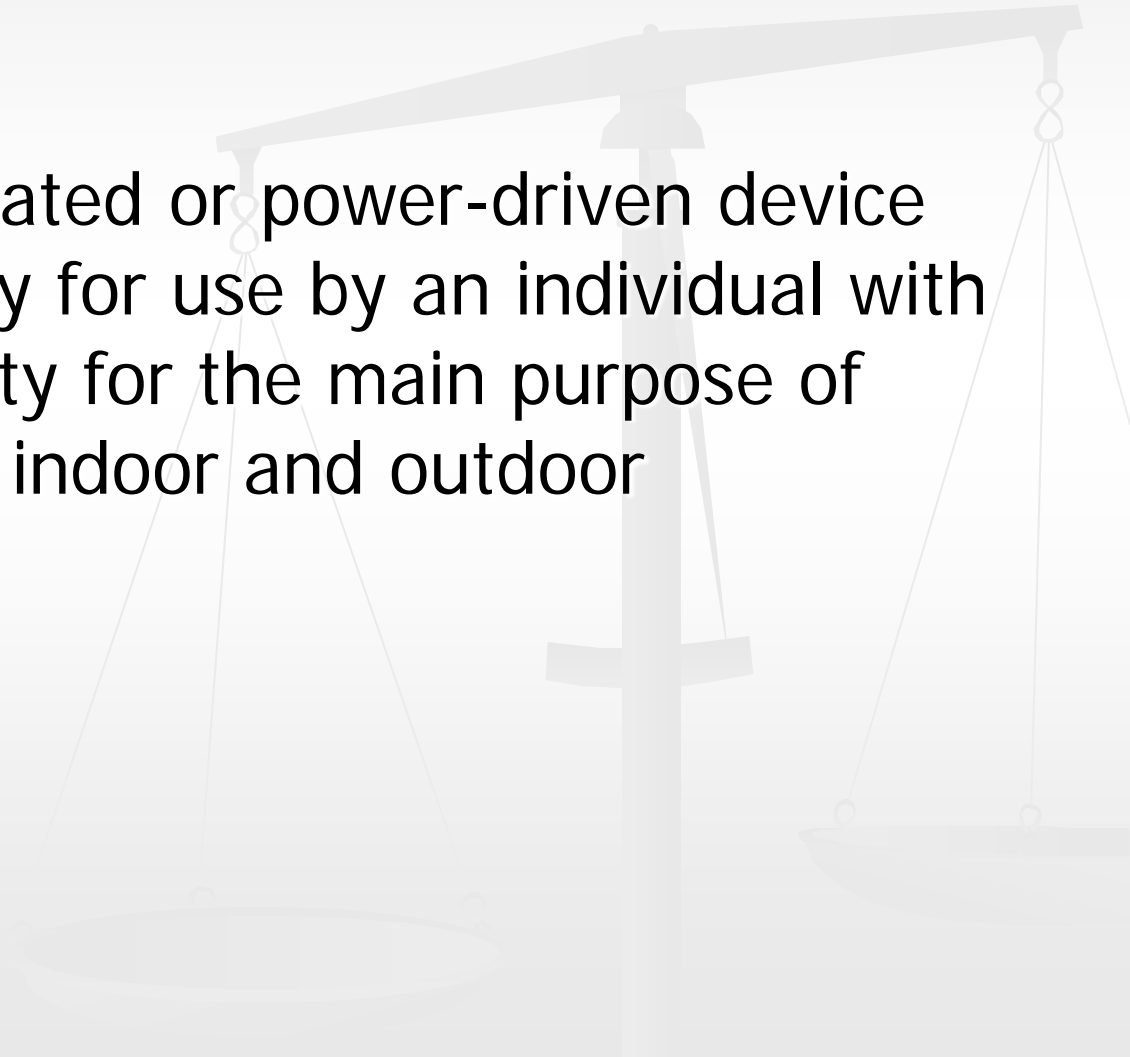 ated or power-driven device
y for use by an individual with
ty for the main purpose of
indoor and outdoor